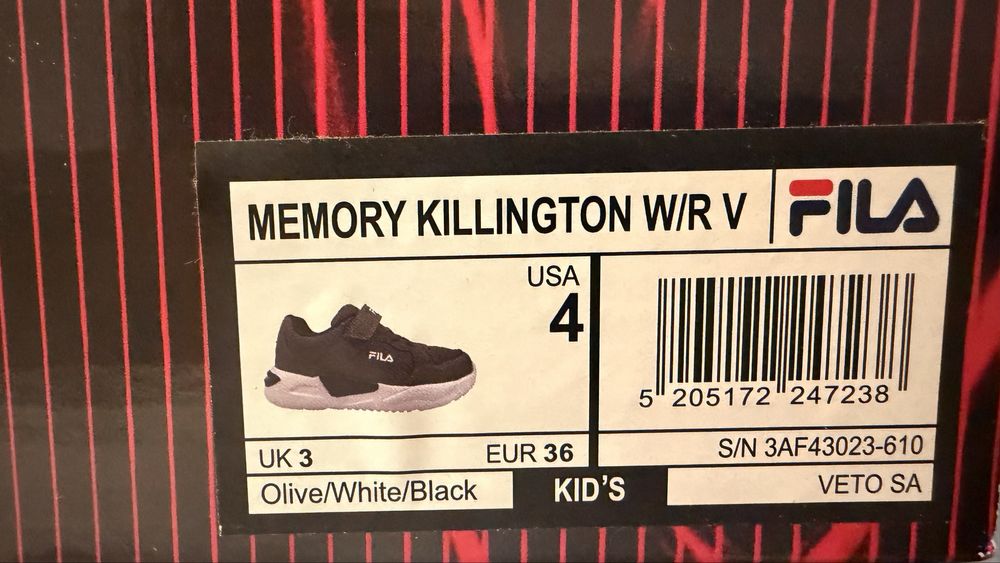 MEMORY KILLINGTON W/R V
FILA
USA
4
FILA
UK 3
EUR 36
5 205172 247238
S/N 3AF43023-610
Olive/White/Black
KID'S
VETO SA